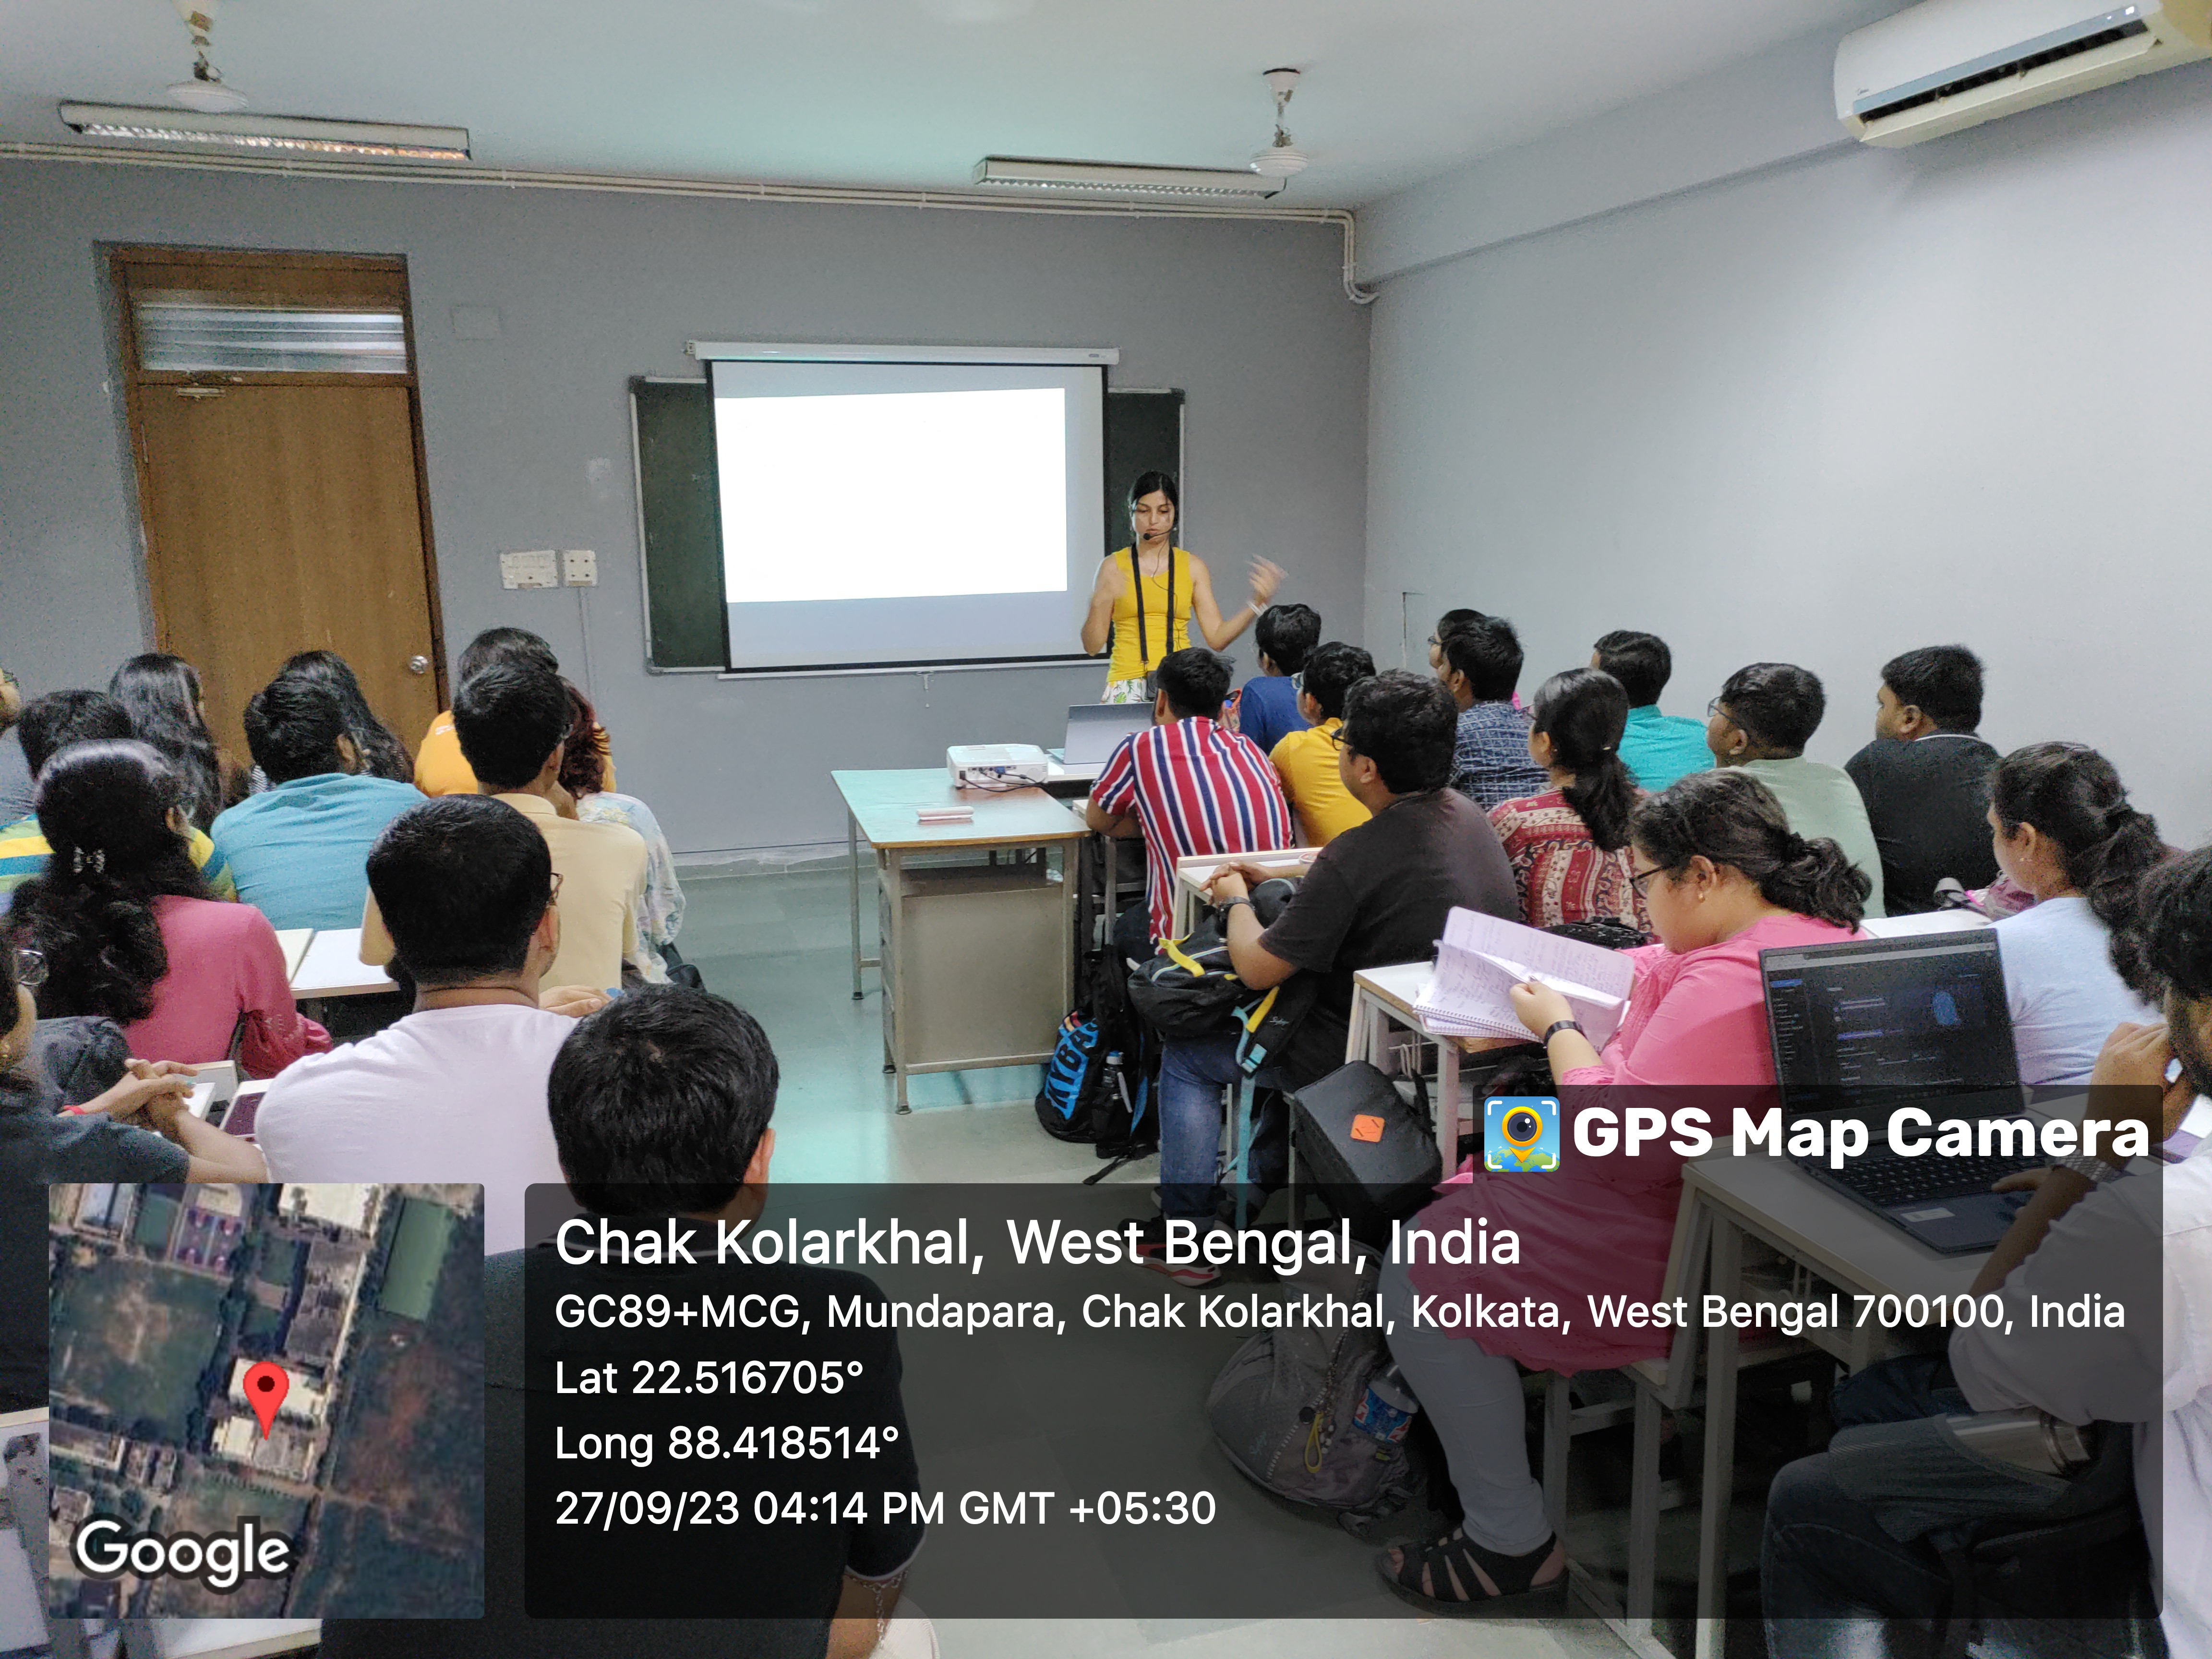 GPS Map Camera
Chak Kolarkhal, West Bengal, India
GC89+MCG, Mundapara, Chak Kolarkhal, Kolkata, West Bengal 700100, India
Lat 22.516705°
Long 88.418514°
27/09/23 04:14 PM GMT +05:30
Google